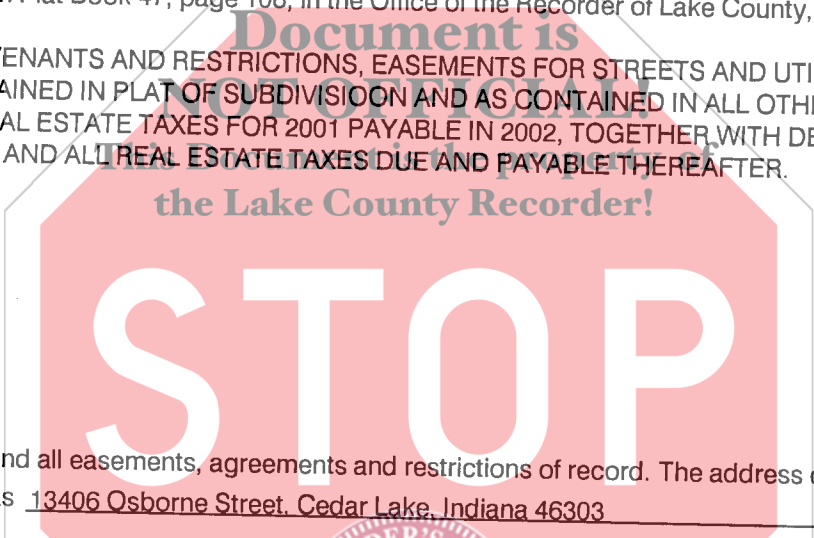 Plat Book 47, page 108, in the Office of the Recorder of Lake County,
Document is
ENANTS AND RESTRICTIONS, EASEMENTS FOR STREETS AND UTI
NOT OFFICIAL!
AINED IN PLAT OF SUBDIVISIOON AND AS CONTAINED IN ALL OTH
AL ESTATE TAXES FOR 2001 PAYABLE IN 2002, TOGETHER WITH DE
This Document is the property of
AND ALL REAL ESTATE TAXES DUE AND PAYABLE THEREAFTER.
the Lake County Recorder!
STOP
nd all easements, agreements and restrictions of record. The address
s 13406 Osborne Street, Cedar Lake, Indiana 46303